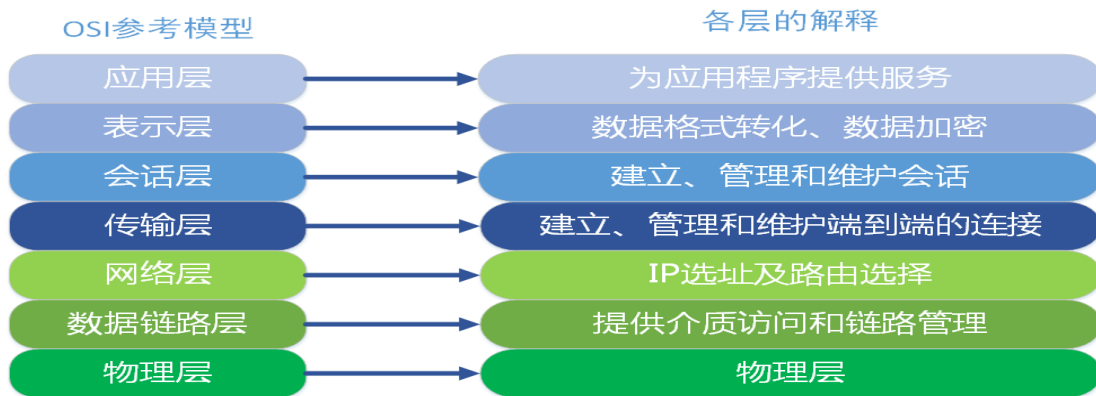 OSI参考模型 各层的解释
应用层 为应用程序提供服务
表示层 数据格式转化、数据加密
会话层 建立、管理和维护会话
传输层 建立、管理和维护端到端的连接
网络层 IP选址及路由选择
数据链路层 提供介质访问和链路管理
物理层 物理层